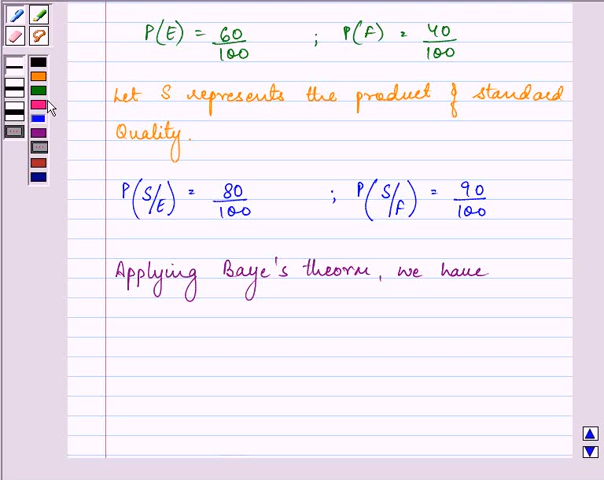 P(E) = 60/100 ; P(F) = 40/100
Let S represents the product of standard
Quality.
P(S/E) = 80/100 ; P(S/F) = 90/100
Applying Baye's theorm, we have